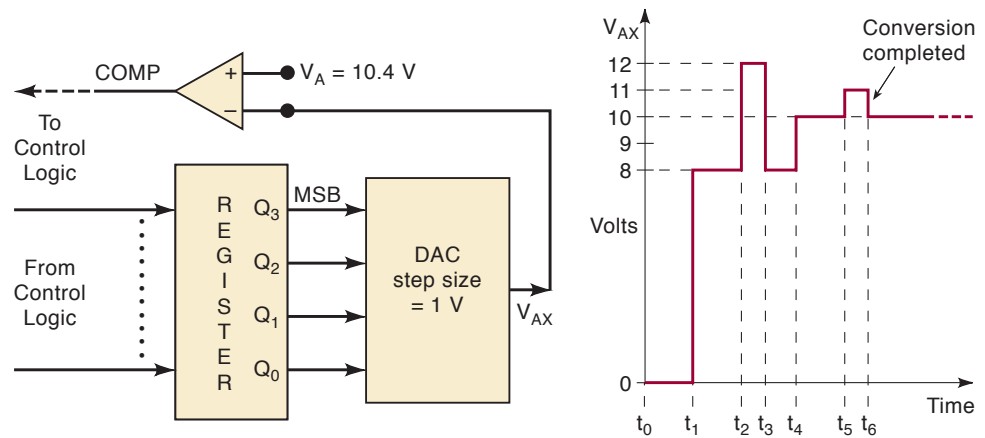 COMP
+
V_A = 10.4 V
–
To
Control
Logic
From
Control
Logic
REGISTER
Q3
Q2
Q1
Q0
MSB
DAC
step size
= 1 V
V_AX
V_AX
12
11
10
9
8
Volts
0
Conversion
completed
Time
t0
t1
t2
t3
t4
t5
t6